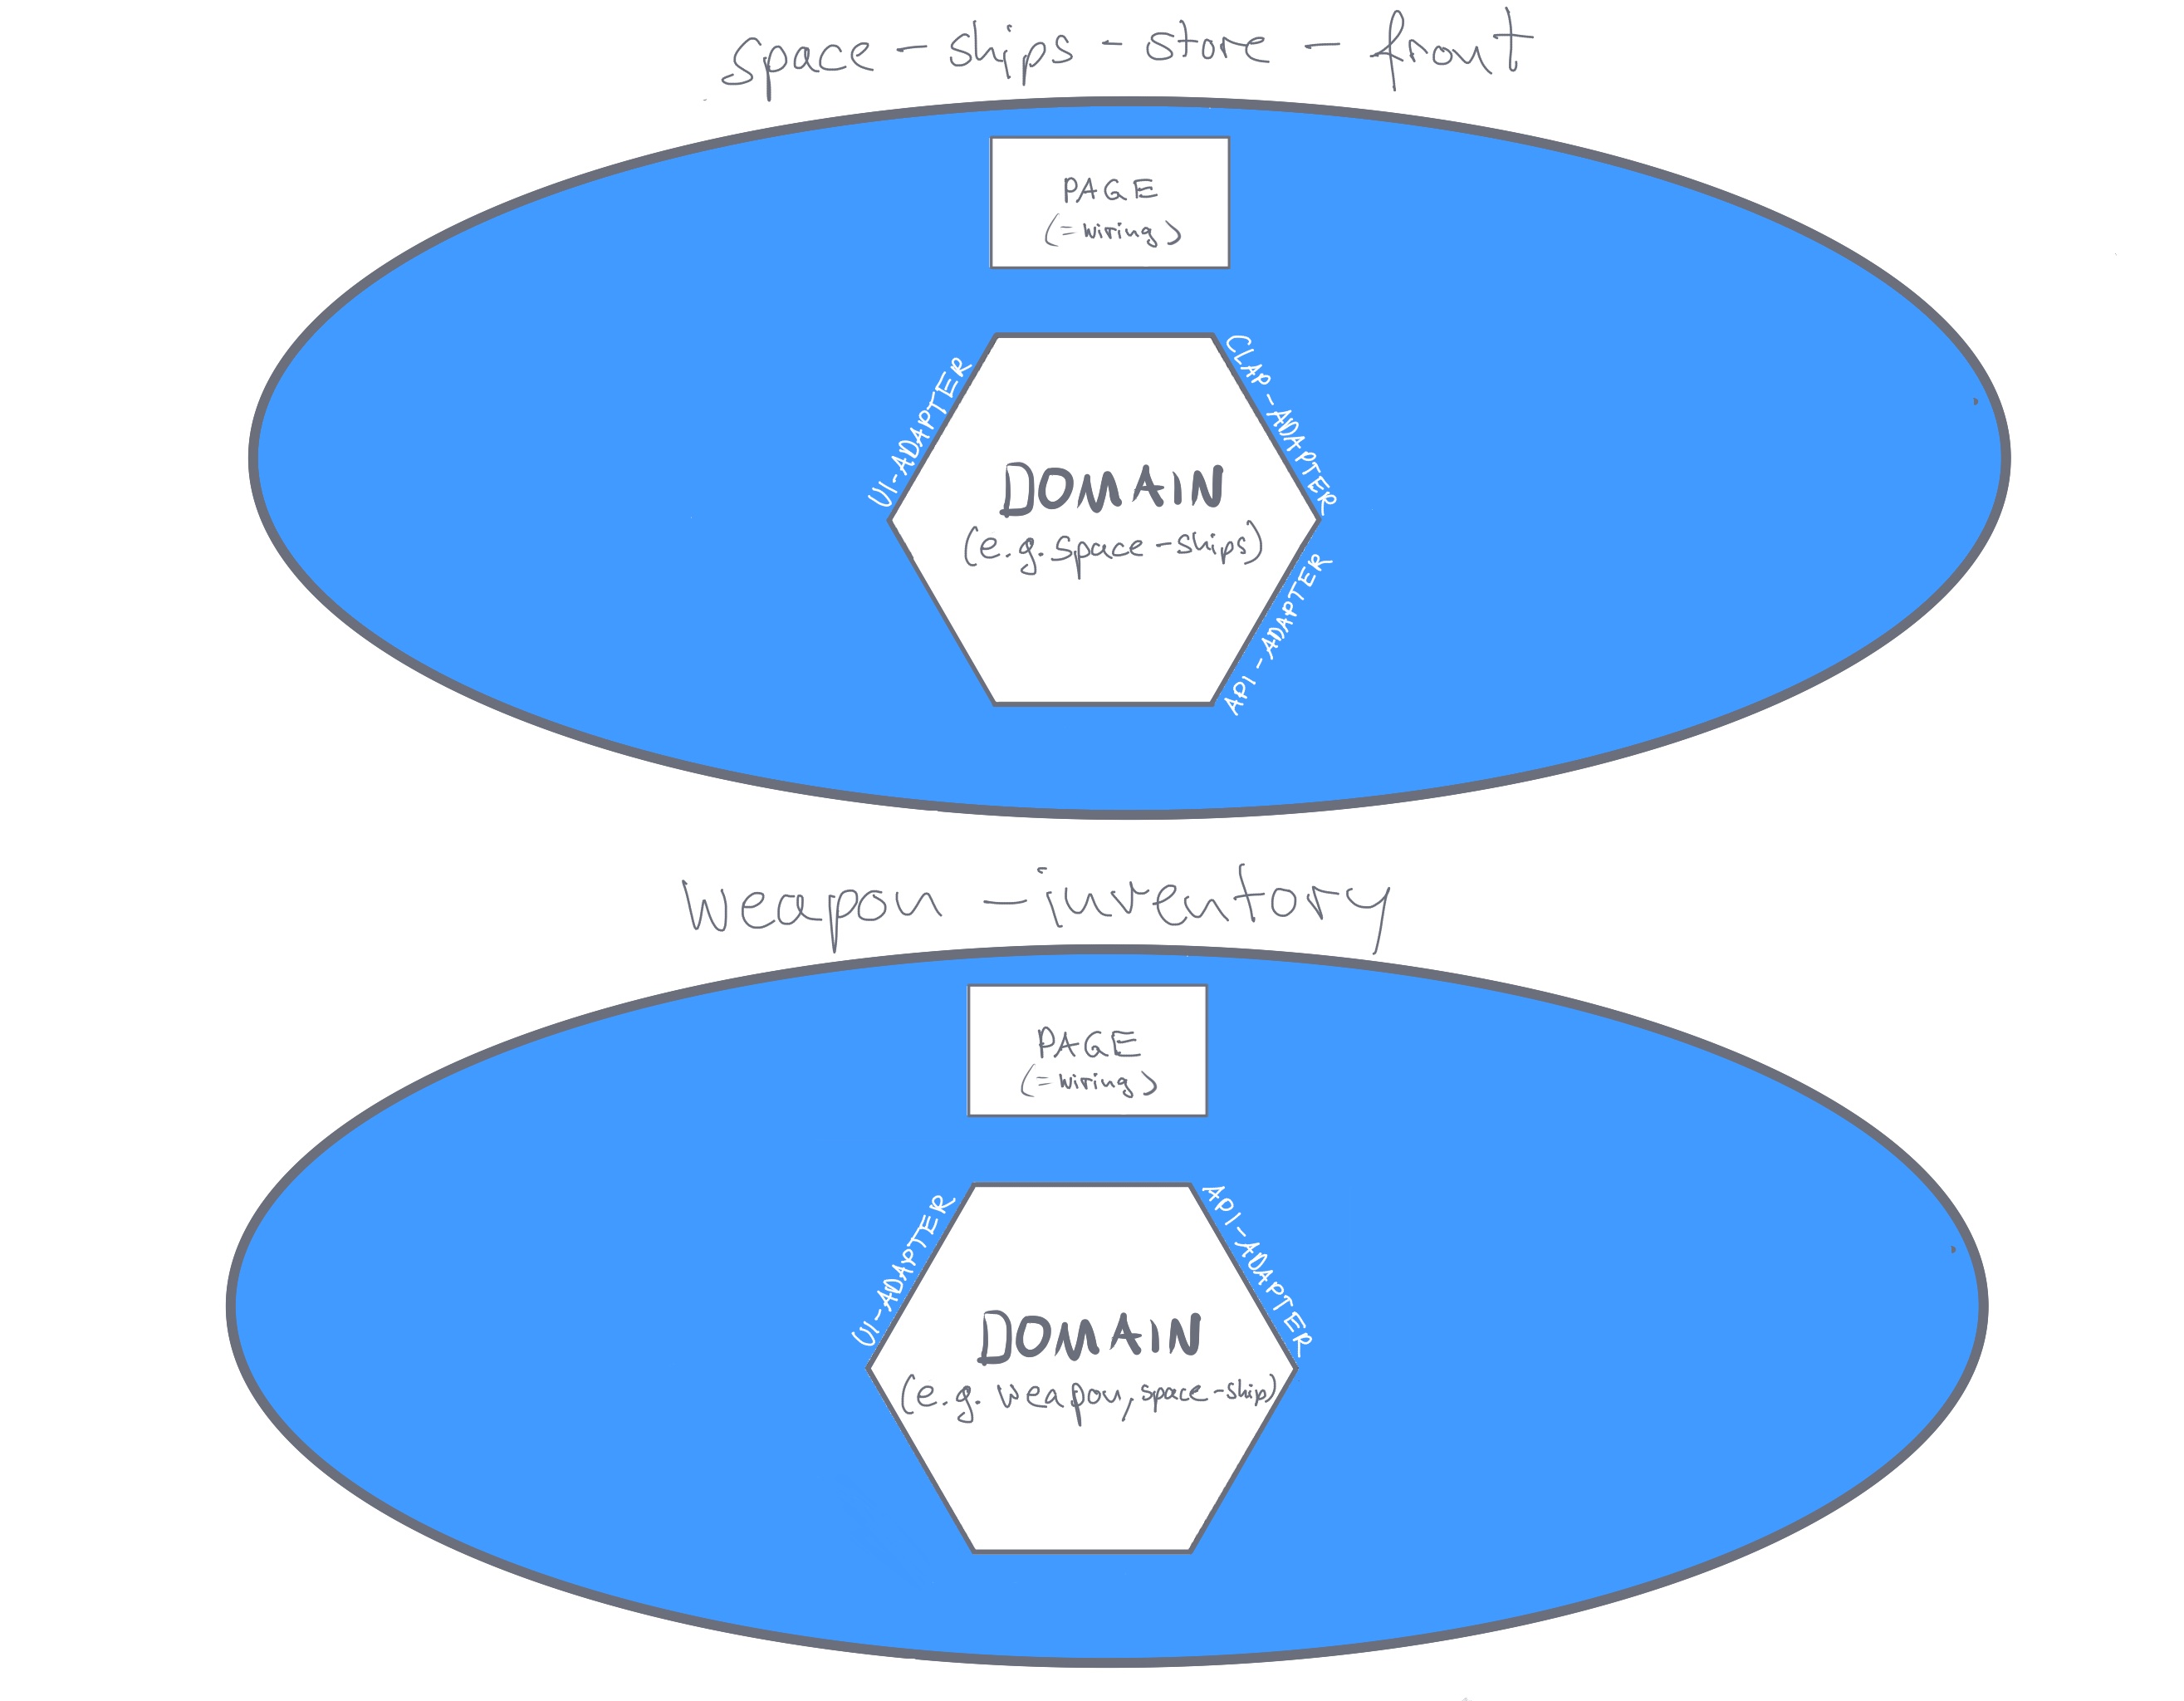 space-ships-store-front
PAGE
(=wiring)
UI-ADAPTER
CLAP-ADAPTER
DOMAIN
(e.g. space-ships)
API-ADAPTER
weapon-inventory
PAGE
(=wiring)
UI-ADAPTER
API-ADAPTER
DOMAIN
(e.g. weapon, space-ship)